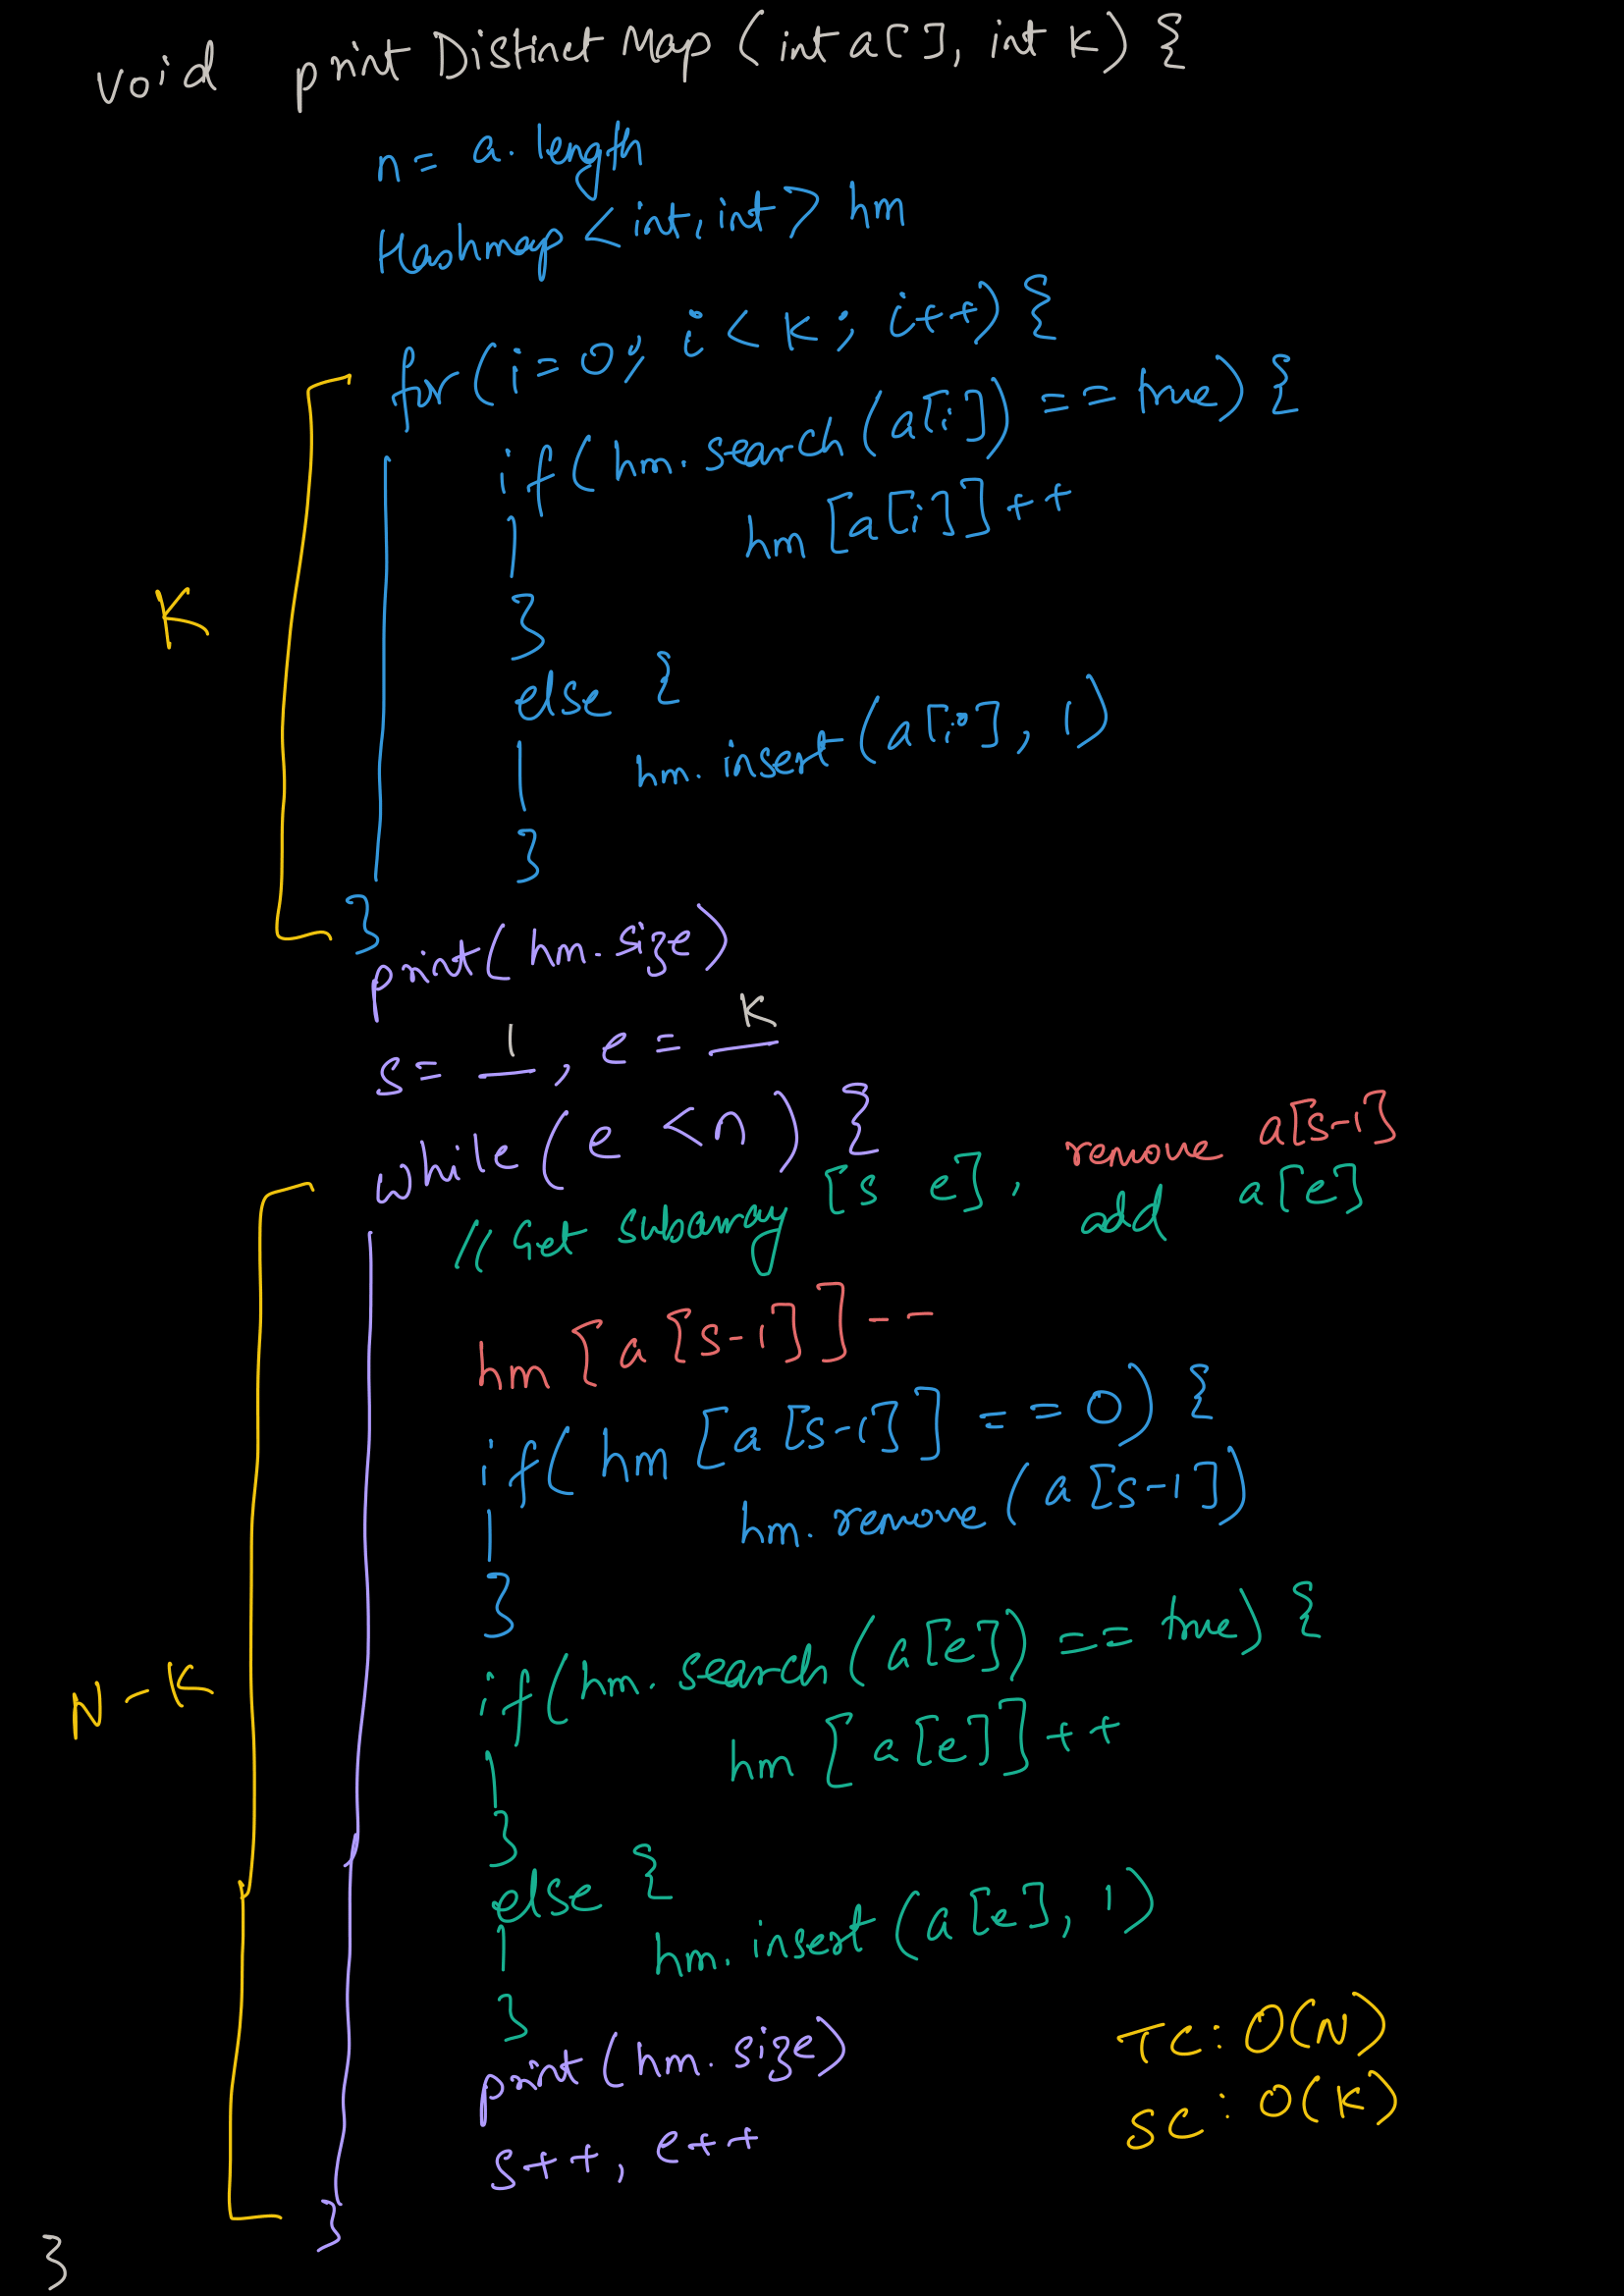 void print Distinct Map (int a[], int K) {
n = a.length
Hashmap <int, int> hm
for (i=0; i<K; i++) {
if (hm.search(a[i]) == true) {
hm[a[i]]++
}
else {
hm.insert(a[i], 1)
}
}
K
print(hm.size)
s= 1, e = K
while (e <n) {
// Get subarray [s e], remove a[s-1]
add a[e]
hm[a[s-1]]--
if (hm[a[s-1]] == 0) {
hm.remove(a[s-1])
}
if (hm.search(a[e]) == true) {
hm[a[e]]++
}
else {
hm.insert(a[e], 1)
}
print(hm.size)
s++, e++
}
N-K
TC: O(N)
SC: O(K)
}